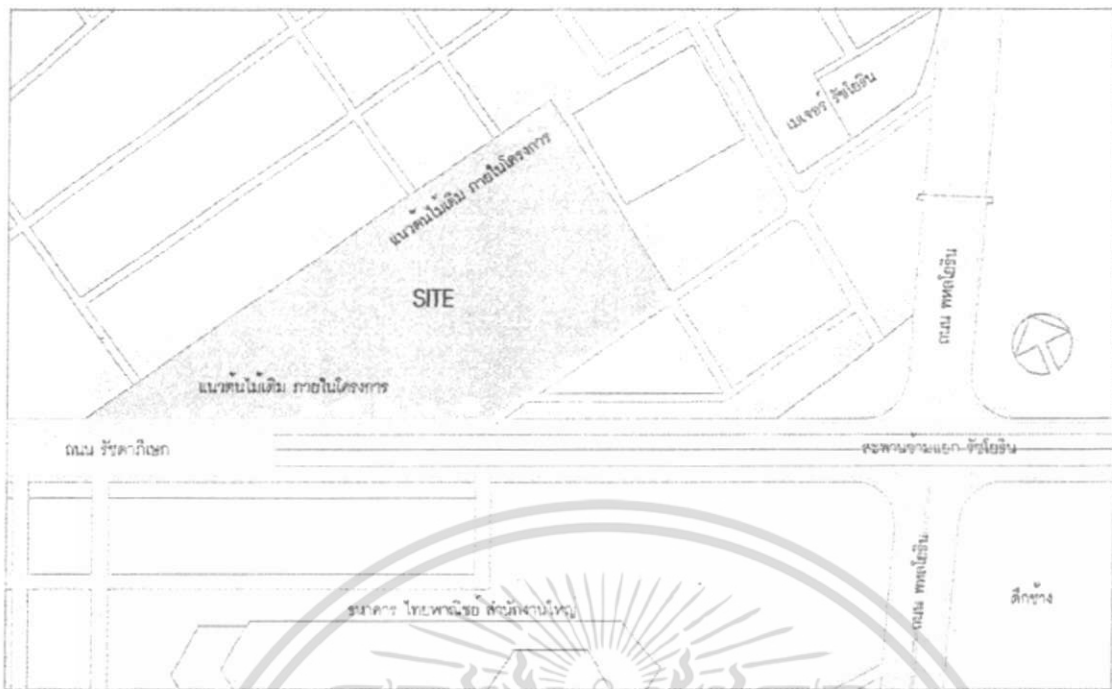 เมเจอร์ รัชโยธิน
แนวต้นไม้เดิม ภายในโครงการ
ถนน พหลโยธิน
SITE
แนวต้นไม้เดิม ภายในโครงการ
ถนน รัชดาภิเษก
สะพานข้ามแยก รัชโยธิน
ถนน พหลโยธิน
ตึกช้าง
ธนาคาร ไทยพาณิชย์ สำนักงานใหญ่